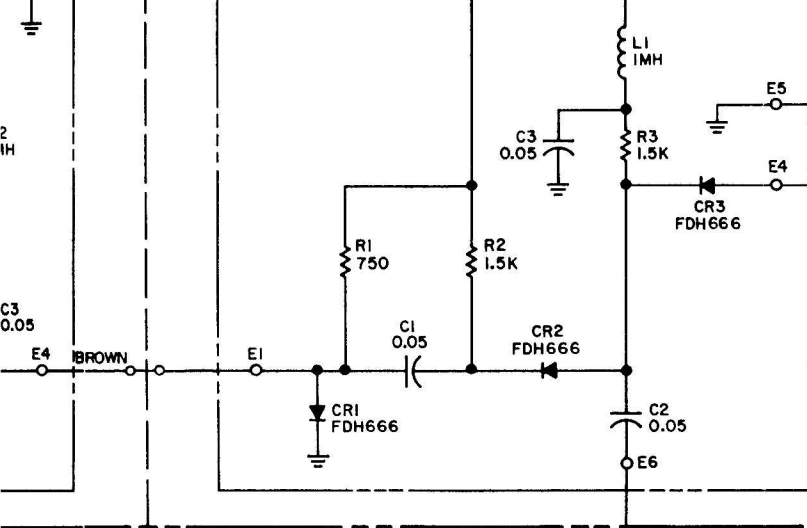 L1
1MH
E5
2
IH
C3
0.05
R3
1.5K
E4
CR3
FDH666
R1
750
R2
1.5K
C3
0.05
C1
0.05
CR2
FDH666
E4
BROWN
E1
CR1
FDH666
C2
0.05
E6